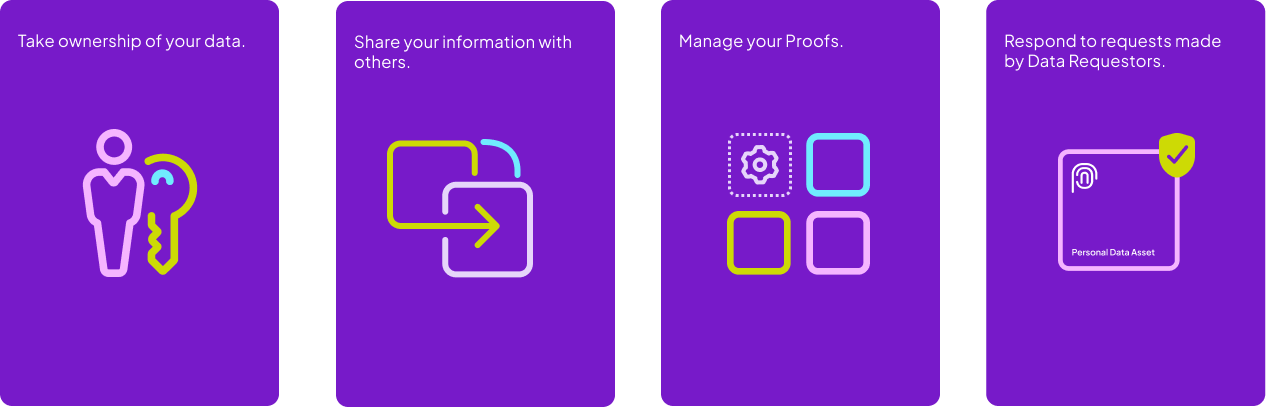 Take ownership of your data.
Share your information with
others.
Manage your Proofs.
Respond to requests made
by Data Requestors.
Personal Data Asset